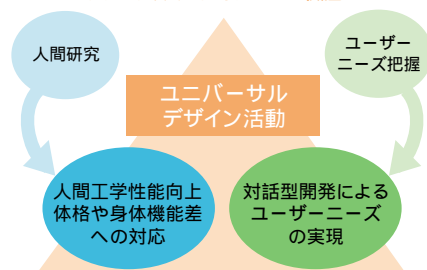 人間研究
ユーザー
ニーズ把握
ユニバーサル
デザイン活動
人間工学性能向上
体格や身体機能差
への対応
対話型開発による
ユーザーニーズ
の実現